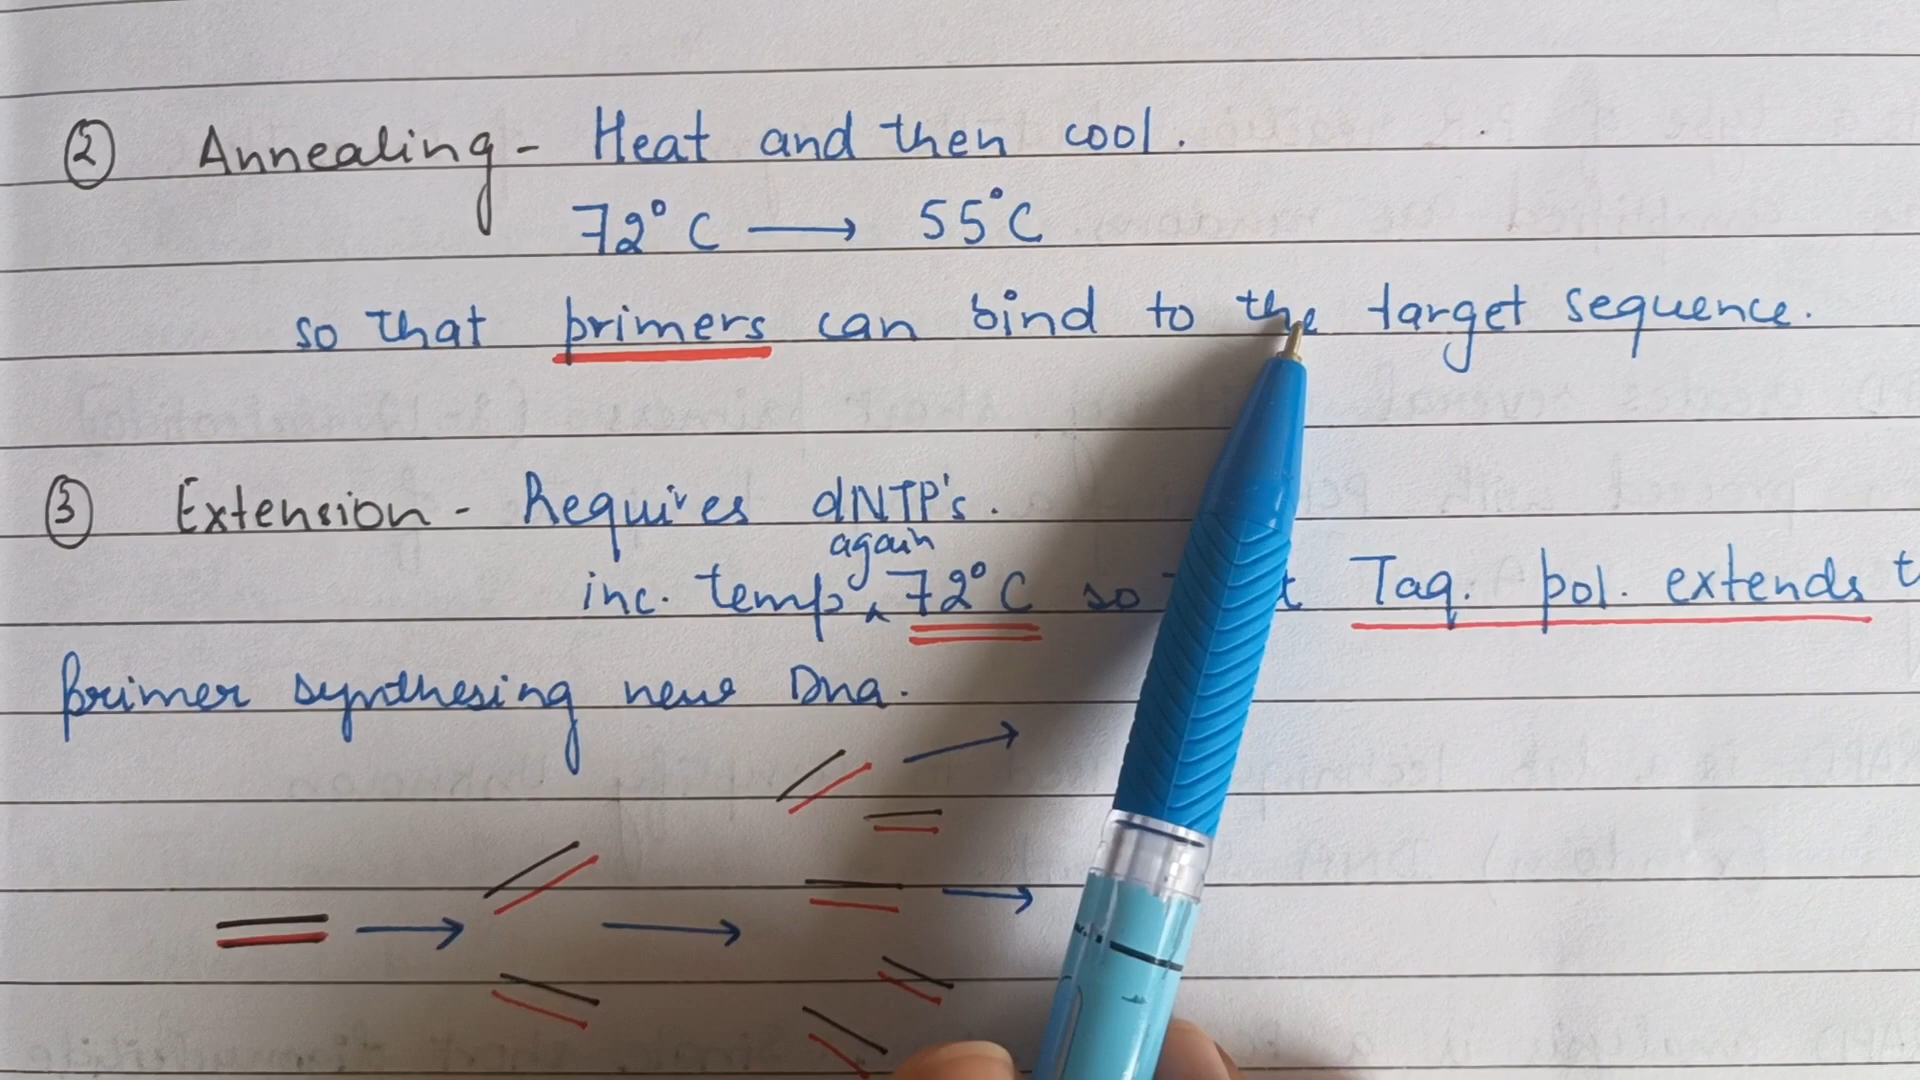 ② Annealing - Heat and then cool.
72°C → 55°C
so that primers can bind to the target sequence.
③ Extension - Requires dNTP's.
again
inc. temp ^ 72°C so Taq. pol. extends
primer synthesing new Dna.